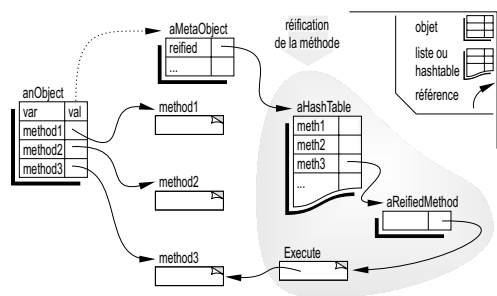 aMetaObject
reified
...
réification
de la méthode
objet
liste ou
hashtable
référence
anObject
var val
method1
method2
method3
method1
method2
method3
aHashTable
meth1
meth2
meth3
...
aReifiedMethod
Execute